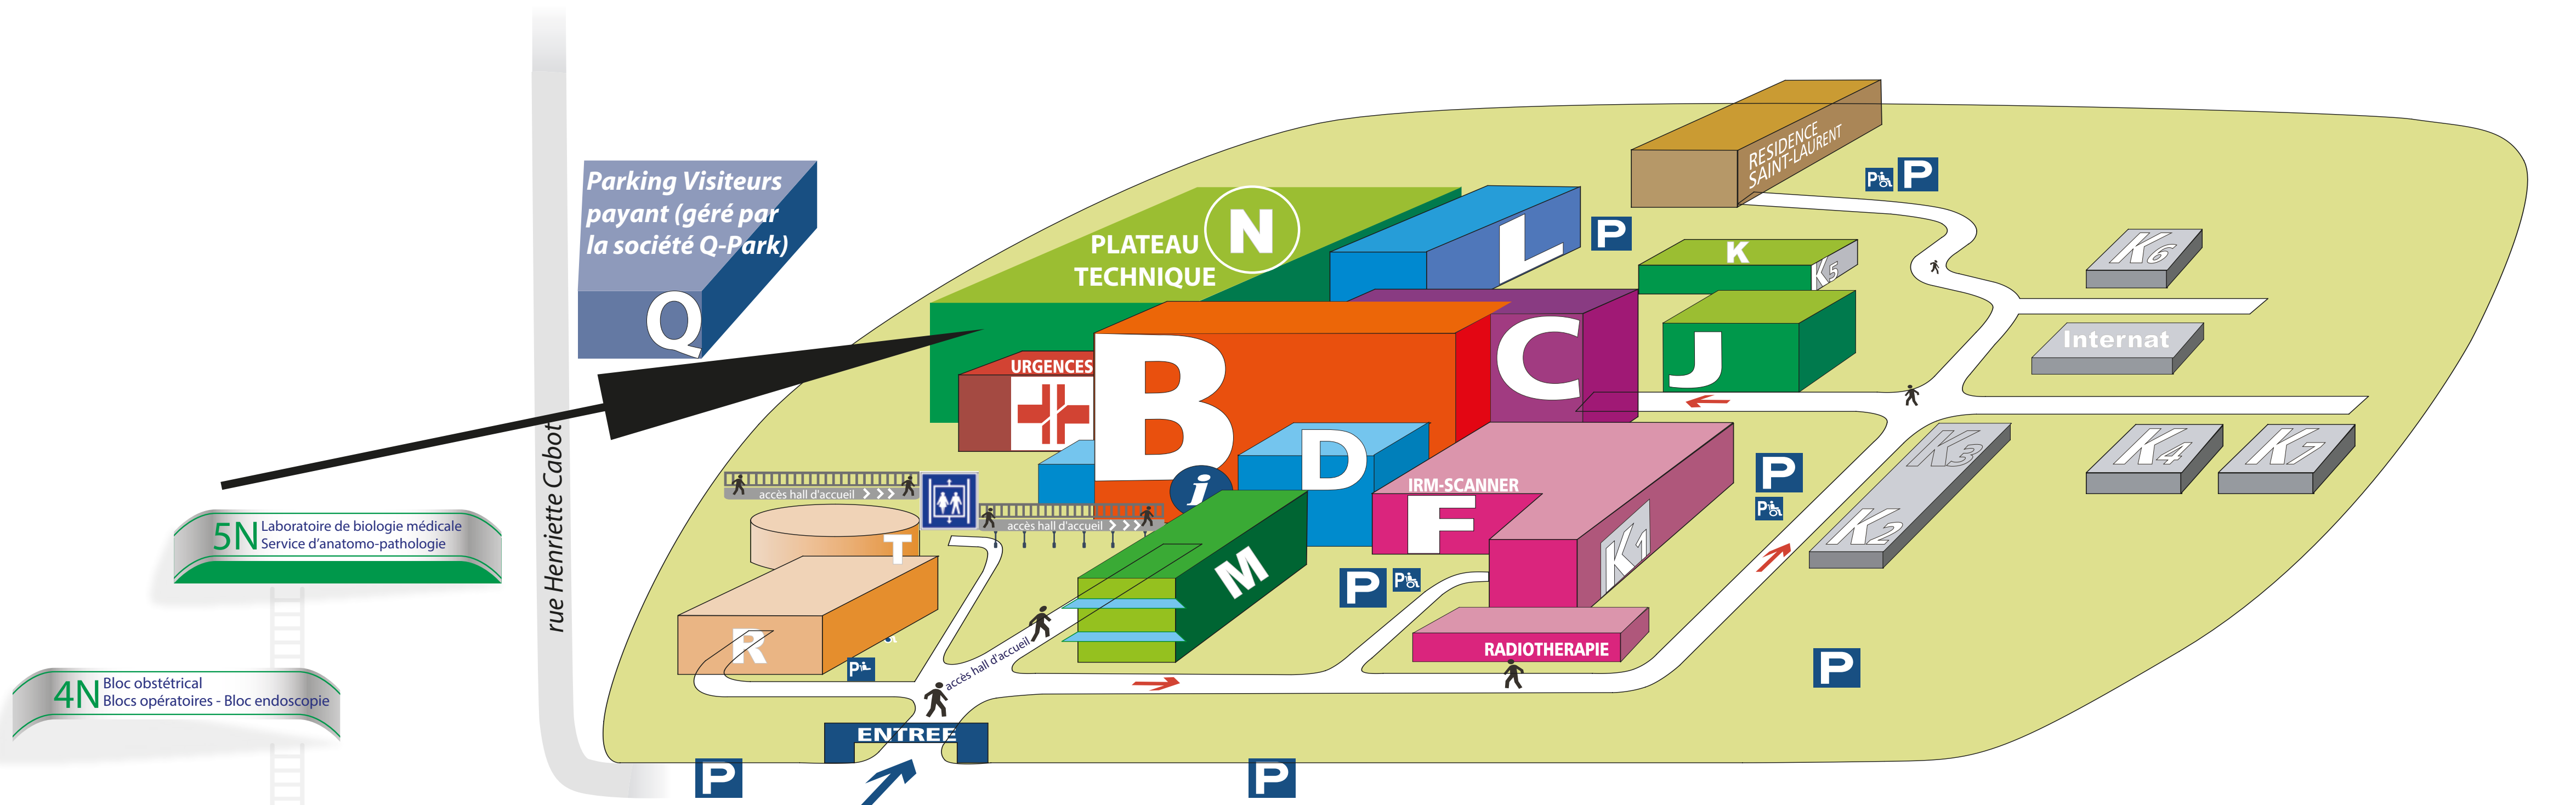 Parking Visiteurs
payant (géré par
la société Q-Park)
Q
rue Henriette Cabot
5N
Laboratoire de biologie médicale
Service d'anatomo-pathologie
4N
Bloc obstétrical
Blocs opératoires - Bloc endoscopie
PLATEAU
TECHNIQUE
N
L
P
RESIDENCE
SAINT-LAURENT
P
P
K
K5
K6
Internat
J
C
B
URGENCES
D
i
IRM-SCANNER
F
K1
K3
K2
K4
K7
P
P
accès hall d'accueil >>>
accès hall d'accueil >>>
T
R
M
P
P
P
RADIOTHERAPIE
P
accès hall d'accueil
ENTREE
P
P